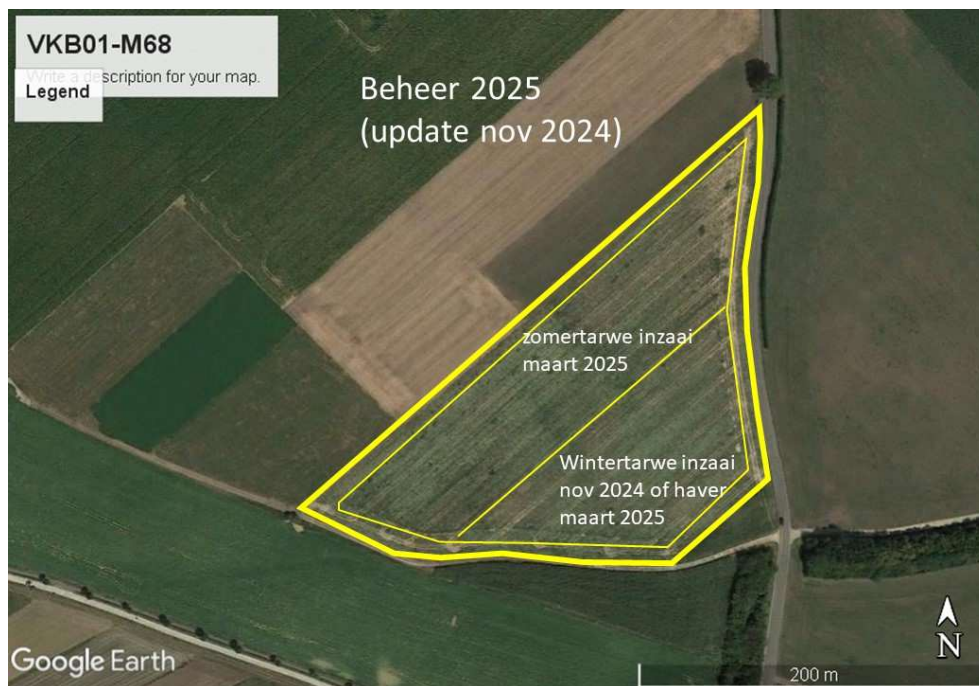 VKB01-M68
Write a description for your map.
Legend
Beheer 2025
(update nov 2024)
zomertarwe inzaai
maart 2025
Wintertarwe inzaai
nov 2024 of haver
maart 2025
Google Earth
N
200 m